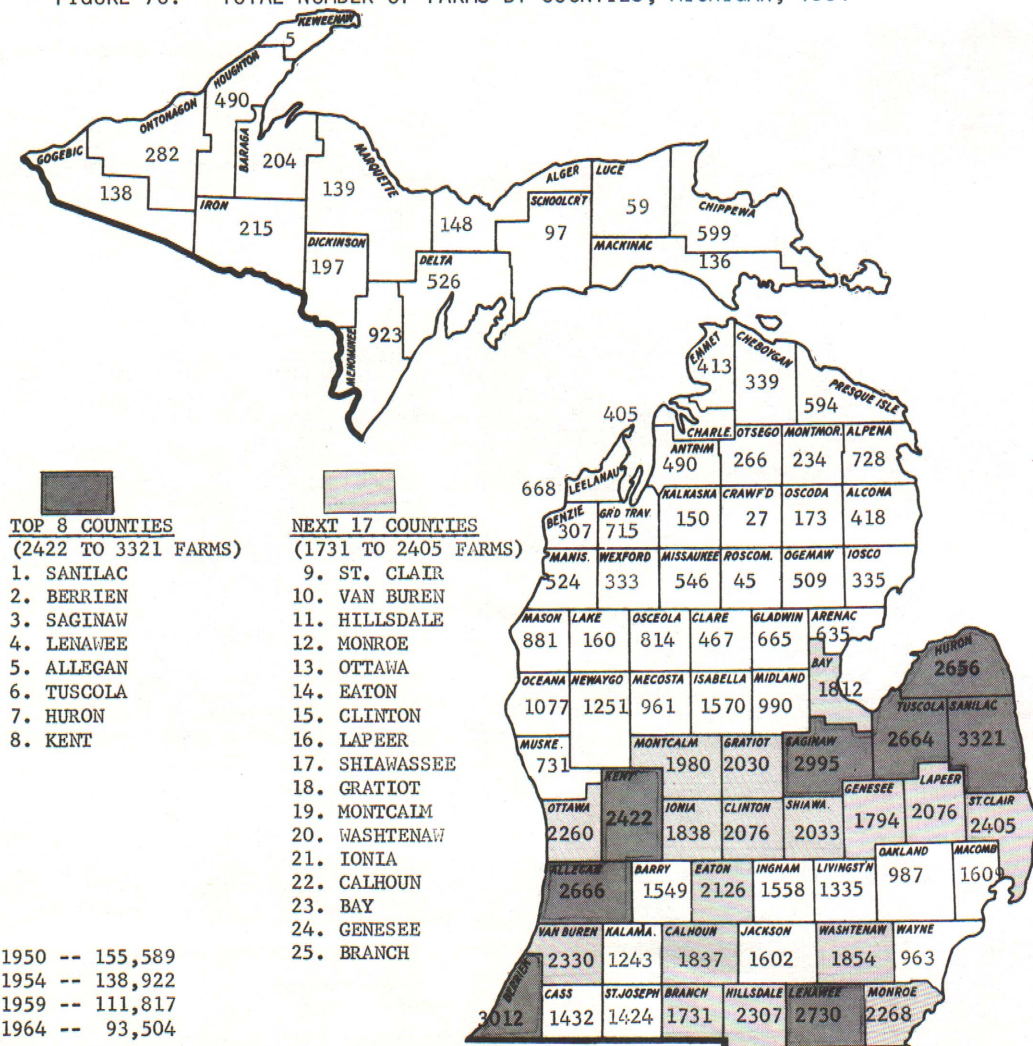 TOTAL NUMBER OF FARMS BY COUNTIES, MICHIGAN,
KEWEENAW
5
HOUGHTON
490
ONTONAGON
282
BARAGA
204
GOGEBIC
138
MARQUETTE
139
IRON
215
ALGER
148
LUCE
59
SCHOOLCR'T
97
CHIPPEWA
599
MACKINAC
136
DICKINSON
197
DELTA
526
MENOMINEE
923
EMMET
413
CHEBOYGAN
339
PRESQUE ISLE
594
405
CHARLE. OTSEGO MONTMOR. ALPENA
ANTRIM
490 266 234 728
668 LEELANAU
KALKASKA CRAWF'D OSCODA ALCONA
BENZIE GR'D TRAV.
307 715 150 27 173 418
MANIS. WEXFORD MISSAUKEE ROSCOM. OGEMAW IOSCO
524 333 546 45 509 335
MASON LAKE OSCEOLA CLARE GLADWIN ARENAC
881 160 814 467 665 635
HURON
2656
BAY
1812
OCEANA NEWAYGO MECOSTA ISABELLA MIDLAND
1077 1251 961 1570 990
TUSCOLA SANILAC
2664 3321
MUSKE. MONTCALM GRATIOT SAGINAW
731 1980 2030 2995
KENT
2422
GENESEE LAPEER ST.CLAIR
1794 2076 2405
OTTAWA IONIA CLINTON SHIAWA.
2260 1838 2076 2033
OAKLAND MACOMB
987 1609
ALLEGAN BARRY EATON INGHAM LIVINGST'N
2666 1549 2126 1558 1335
VAN BUREN KALAMA. CALHOUN JACKSON WASHTENAW WAYNE
2330 1243 1837 1602 1854 963
BERRIEN CASS ST.JOSEPH BRANCH HILLSDALE LENAWEE MONROE
3012 1432 1424 1731 2307 2730 2268
TOP 8 COUNTIES
(2422 TO 3321 FARMS)
1. SANILAC
2. BERRIEN
3. SAGINAW
4. LENAWEE
5. ALLEGAN
6. TUSCOLA
7. HURON
8. KENT
NEXT 17 COUNTIES
(1731 TO 2405 FARMS)
9. ST. CLAIR
10. VAN BUREN
11. HILLSDALE
12. MONROE
13. OTTAWA
14. EATON
15. CLINTON
16. LAPEER
17. SHIAWASSEE
18. GRATIOT
19. MONTCALM
20. WASHTENAW
21. IONIA
22. CALHOUN
23. BAY
24. GENESEE
25. BRANCH
1950 -- 155,589
1954 -- 138,922
1959 -- 111,817
1964 -- 93,504